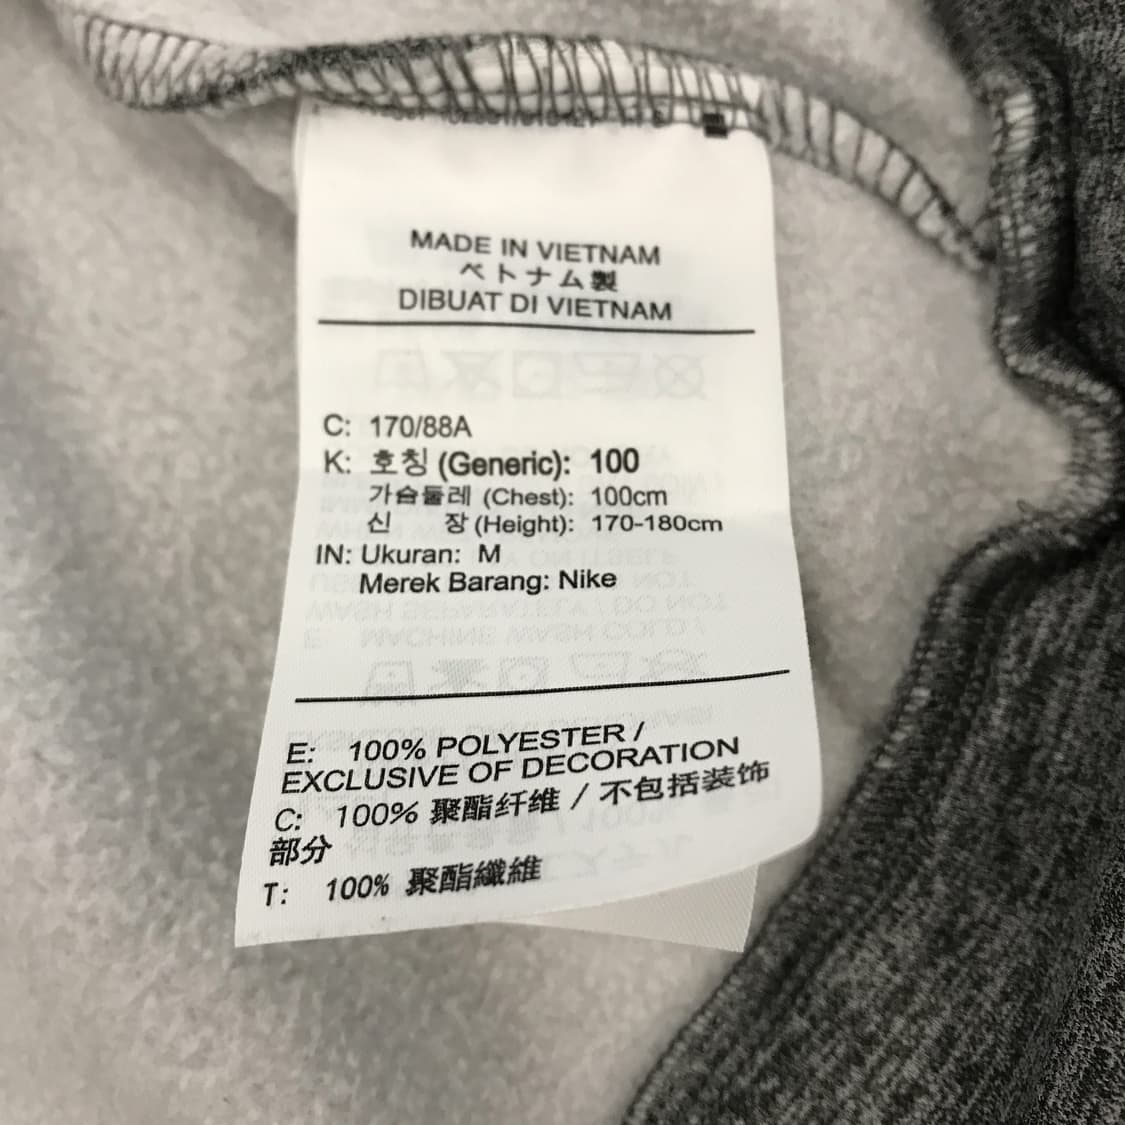 MADE IN VIETNAM
ベトナム製
DIBUAT DI VIETNAM
C: 170/88A
K: 호칭 (Generic): 100
가슴둘레 (Chest): 100cm
신 장 (Height): 170-180cm
IN: Ukuran: M
Merek Barang: Nike
E: 100% POLYESTER /
EXCLUSIVE OF DECORATION
C: 100% 聚酯纤维 / 不包括装饰
部分
T: 100% 聚酯纖維